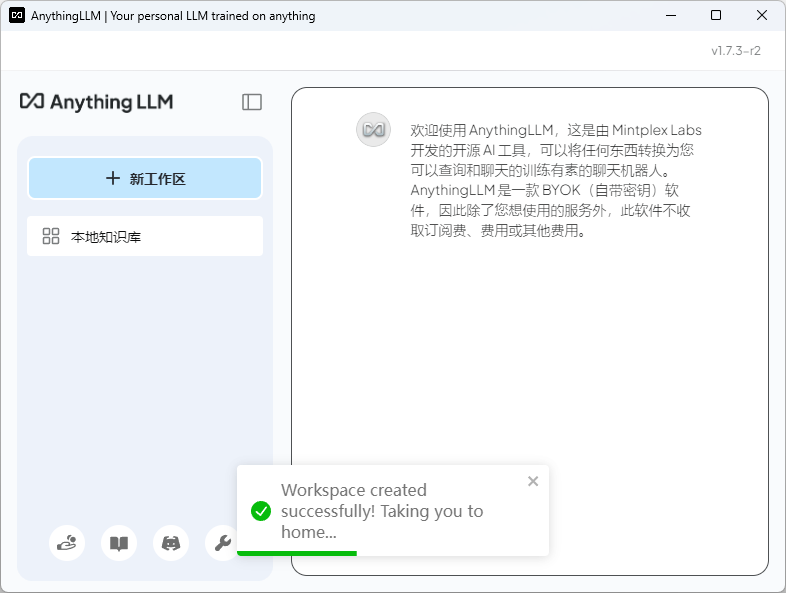 AnythingLLM | Your personal LLM trained on anything
v1.7.3-r2
Anything LLM
新工作区
本地知识库
欢迎使用 AnythingLLM，这是由 Mintplex Labs
开发的开源 AI 工具，可以将任何东西转换为您
可以查询和聊天的训练有素的聊天机器人。
AnythingLLM 是一款 BYOK（自带密钥）软
件，因此除了您想使用的服务外，此软件不收
取订阅费、费用或其他费用。
Workspace created
successfully! Taking you to
home...